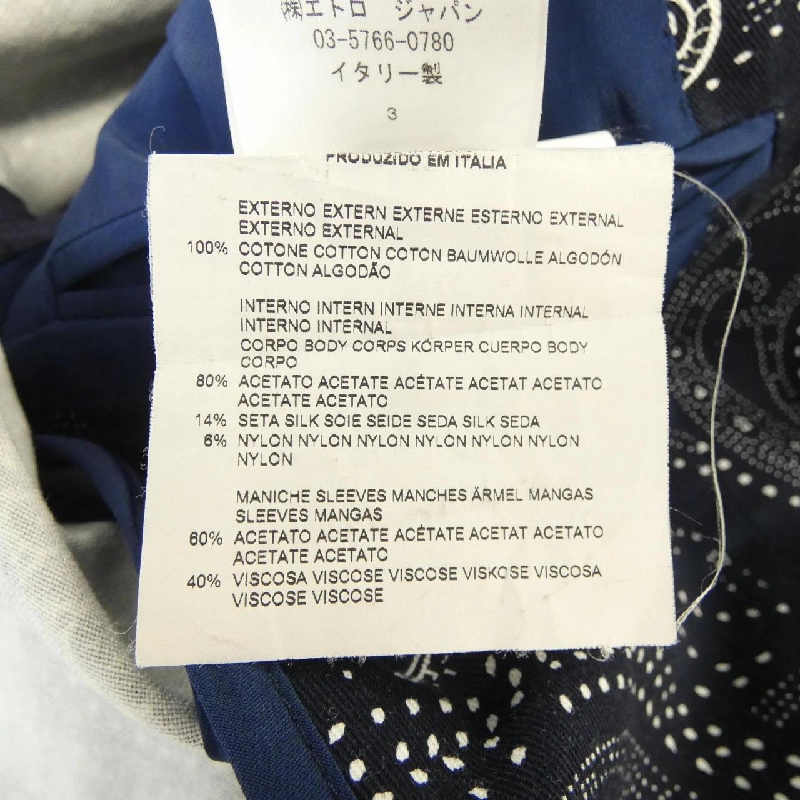 ㈱エトロ ジャパン
03-5766-0780
イタリー製
3
PRODUZIDO EM ITALIA
EXTERNO EXTERN EXTERNE ESTERNO EXTERNAL
EXTERNO EXTERNAL
100% COTONE COTTON COTON BAUMWOLLE ALGODÓN
COTTON ALGODÃO
INTERNO INTERN INTERNE INTERNA INTERNAL
INTERNO INTERNAL
CORPO BODY CORPS KÖRPER CUERPO BODY
CORPO
80% ACETATO ACETATE ACÉTATE ACETAT ACETATO
ACETATE ACETATO
14% SETA SILK SOIE SEIDE SEDA SILK SEDA
6% NYLON NYLON NYLON NYLON NYLON NYLON
NYLON
MANICHE SLEEVES MANCHES ÄRMEL MANGAS
SLEEVES MANGAS
60% ACETATO ACETATE ACÉTATE ACETAT ACETATO
ACETATE ACETATO
40% VISCOSA VISCOSE VISCOSE VISKOSE VISCOSA
VISCOSE VISCOSE